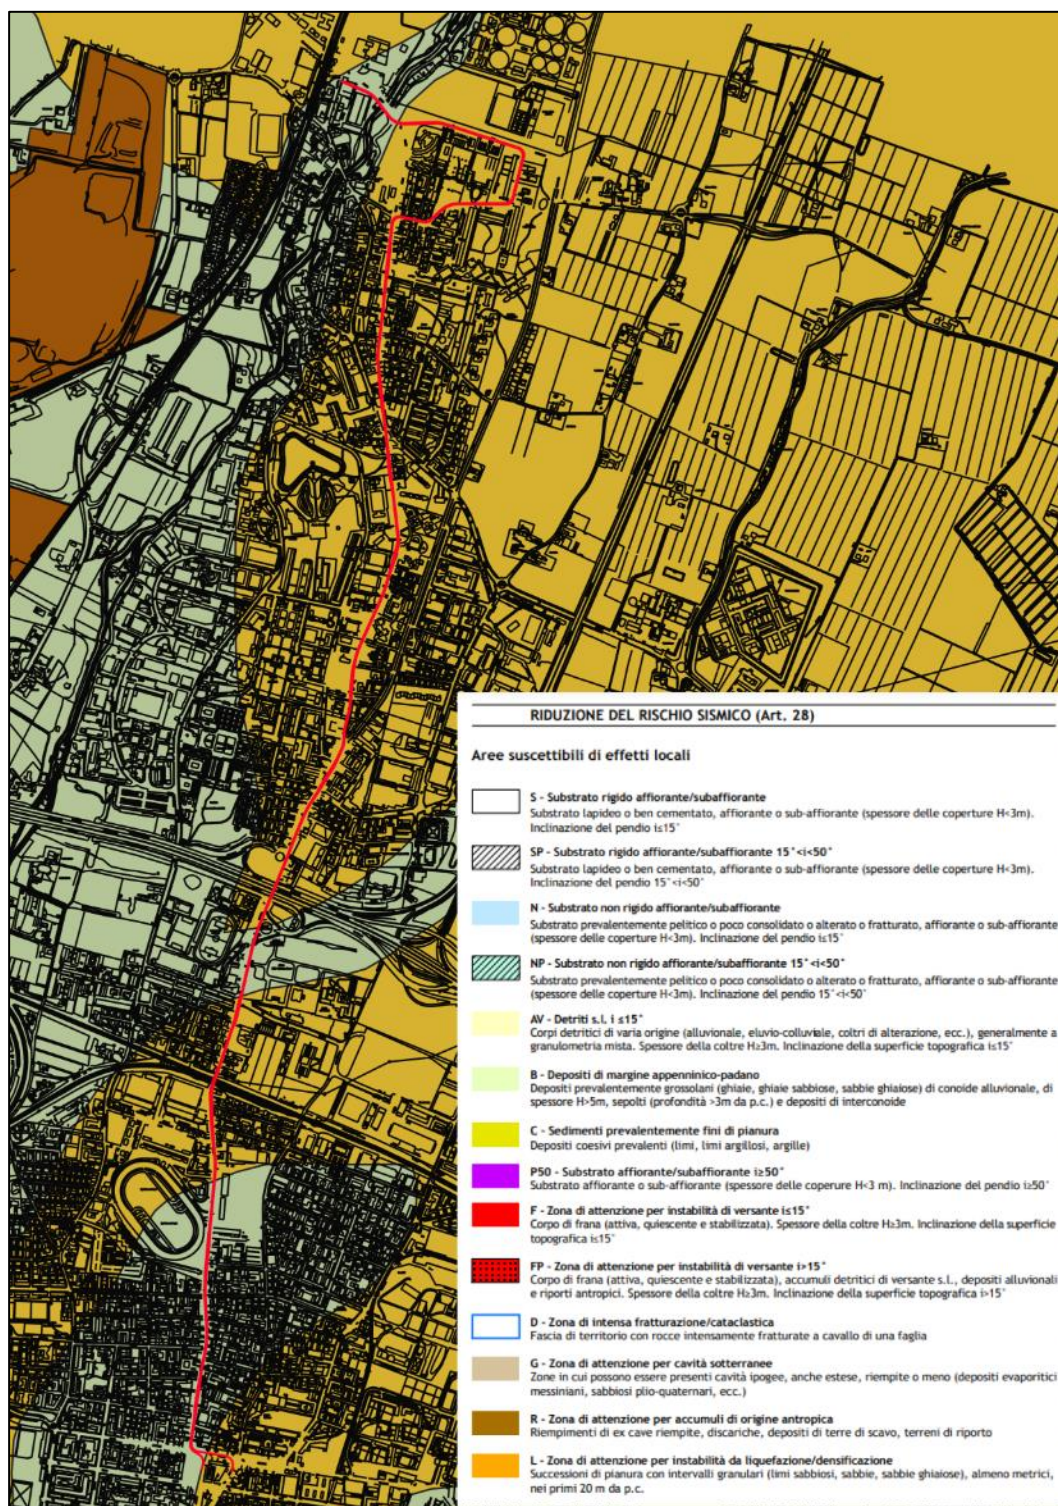 RIDUZIONE DEL RISCHIO SISMICO (Art. 28)
Aree suscettibili di effetti locali
S - Substrato rigido affiorante/subaffiorante
Substrato lapideo o ben cementato, affiorante o sub-affiorante (spessore delle coperture H<3m).
Inclinazione del pendio i≤15°
SP - Substrato rigido affiorante/subaffiorante 15°<i<50°
Substrato lapideo o ben cementato, affiorante o sub-affiorante (spessore delle coperture H<3m).
Inclinazione del pendio 15°<i<50°
N - Substrato non rigido affiorante/subaffiorante
Substrato prevalentemente pelitico o poco consolidato o alterato o fratturato, affiorante o sub-affiorante
(spessore delle coperture H<3m). Inclinazione del pendio i≤15°
NP - Substrato non rigido affiorante/subaffiorante 15°<i<50°
Substrato prevalentemente pelitico o poco consolidato o alterato o fratturato, affiorante o sub-affiorante
(spessore delle coperture H<3m). Inclinazione del pendio 15°<i<50°
AV - Detriti s.l, i ≤15°
Corpi detritici di varia origine (alluvionale, eluvio-colluviale, coltri di alterazione, ecc.), generalmente a
granulometria mista. Spessore della coltre H≥3m. Inclinazione della superficie topografica i≤15°
B - Depositi di margine appenninico-padano
Depositi prevalentemente grossolani (ghiaie, ghiaie sabbiose, sabbie ghiaiose) di conoide alluvionale, di
spessore H>5m, sepolti (profondità >3m da p.c.) e depositi di interconoide
C - Sedimenti prevalentemente fini di pianura
Depositi coesivi prevalenti (limi, limi argillosi, argille)
P50 - Substrato affiorante/subaffiorante i≥50°
Substrato affiorante o sub-affiorante (spessore delle coperure H<3 m). Inclinazione del pendio i≥50°
F - Zona di attenzione per instabilità di versante i≤15°
Corpo di frana (attiva, quiescente e stabilizzata). Spessore della coltre H≥3m. Inclinazione della superficie
topografica i≤15°
FP - Zona di attenzione per instabilità di versante i>15°
Corpo di frana (attiva, quiescente e stabilizzata), accumuli detritici di versante s.l., depositi alluvionali
e riporti antropici. Spessore della coltre H≥3m. Inclinazione della superficie topografica i>15°
D - Zona di intensa fratturazione/cataclastica
Fascia di territorio con rocce intensamente fratturate a cavallo di una faglia
G - Zona di attenzione per cavità sotterranee
Zone in cui possono essere presenti cavità ipogee, anche estese, riempite o meno (depositi evaporitici
messiniani, sabbiosi plio-quaternari, ecc.)
R - Zona di attenzione per accumuli di origine antropica
Riempimenti di ex cave riempite, discariche, depositi di terre di scavo, terreni di riporto
L - Zona di attenzione per instabilità da liquefazione/densificazione
Successioni di pianura con intervalli granulari (limi sabbiosi, sabbie, sabbie ghiaiose), almeno metrici,
nei primi 20 m da p.c.